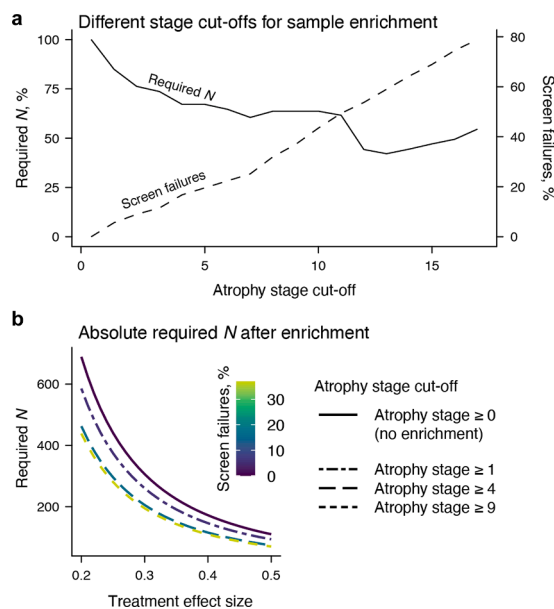 a
Different stage cut-offs for sample enrichment
Required N, %
100
75
50
25
0
Required N
Screen failures
80
60
40
20
0
Screen failures, %
0
5
10
15
Atrophy stage cut-off
b
Absolute required N after enrichment
Required N
600
400
200
Screen failures, %
30
20
10
0
0.2
0.3
0.4
0.5
Treatment effect size
Atrophy stage cut-off
Atrophy stage ≥ 0
(no enrichment)
Atrophy stage ≥ 1
Atrophy stage ≥ 4
Atrophy stage ≥ 9